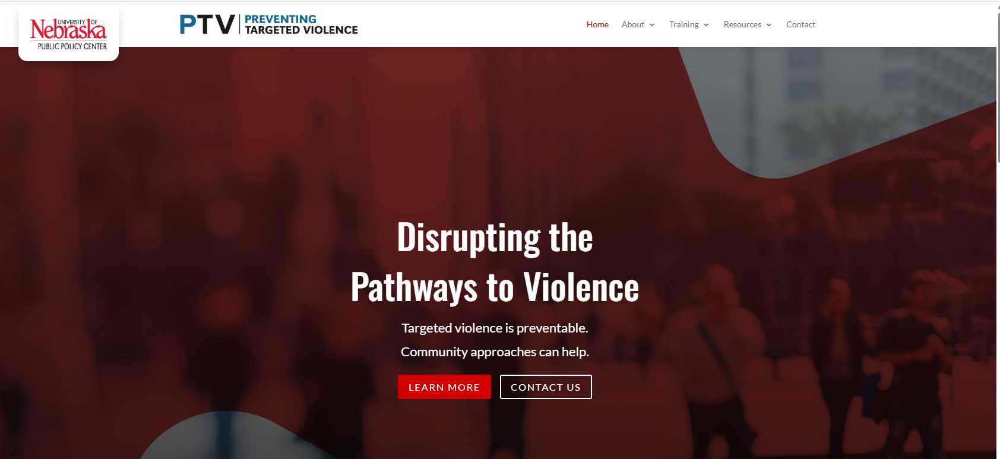 UNIVERSITY OF
Nebraska
PUBLIC POLICY CENTER
PTV | PREVENTING
TARGETED VIOLENCE
Home About Training Resources Contact
Disrupting the
Pathways to Violence
Targeted violence is preventable.
Community approaches can help.
LEARN MORE CONTACT US